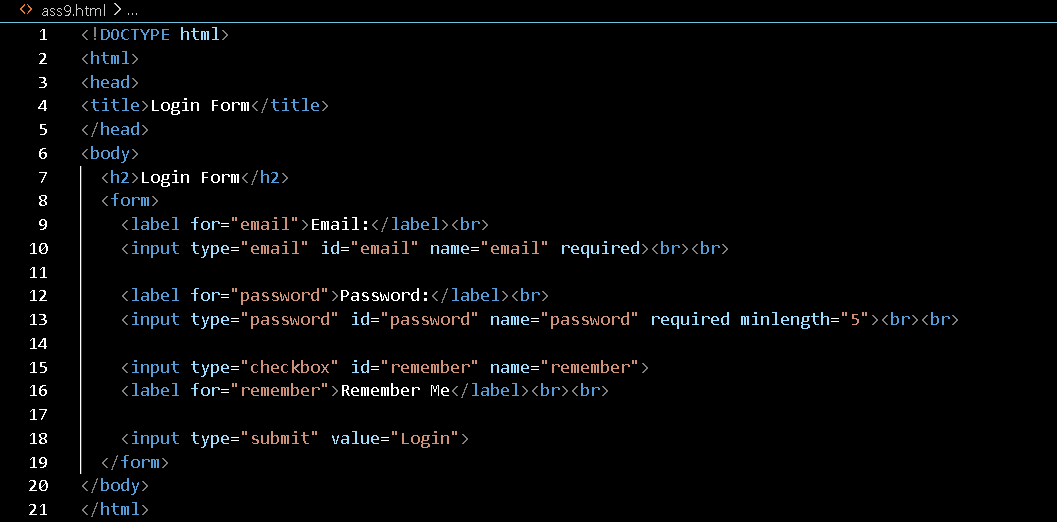 <> ass9.html > ...
1 <!DOCTYPE html>
2 <html>
3 <head>
4 <title>Login Form</title>
5 </head>
6 <body>
7   <h2>Login Form</h2>
8   <form>
9     <label for="email">Email:</label><br>
10     <input type="email" id="email" name="email" required><br><br>
11
12     <label for="password">Password:</label><br>
13     <input type="password" id="password" name="password" required minlength="5"><br><br>
14
15     <input type="checkbox" id="remember" name="remember">
16     <label for="remember">Remember Me</label><br><br>
17
18     <input type="submit" value="Login">
19   </form>
20 </body>
21 </html>